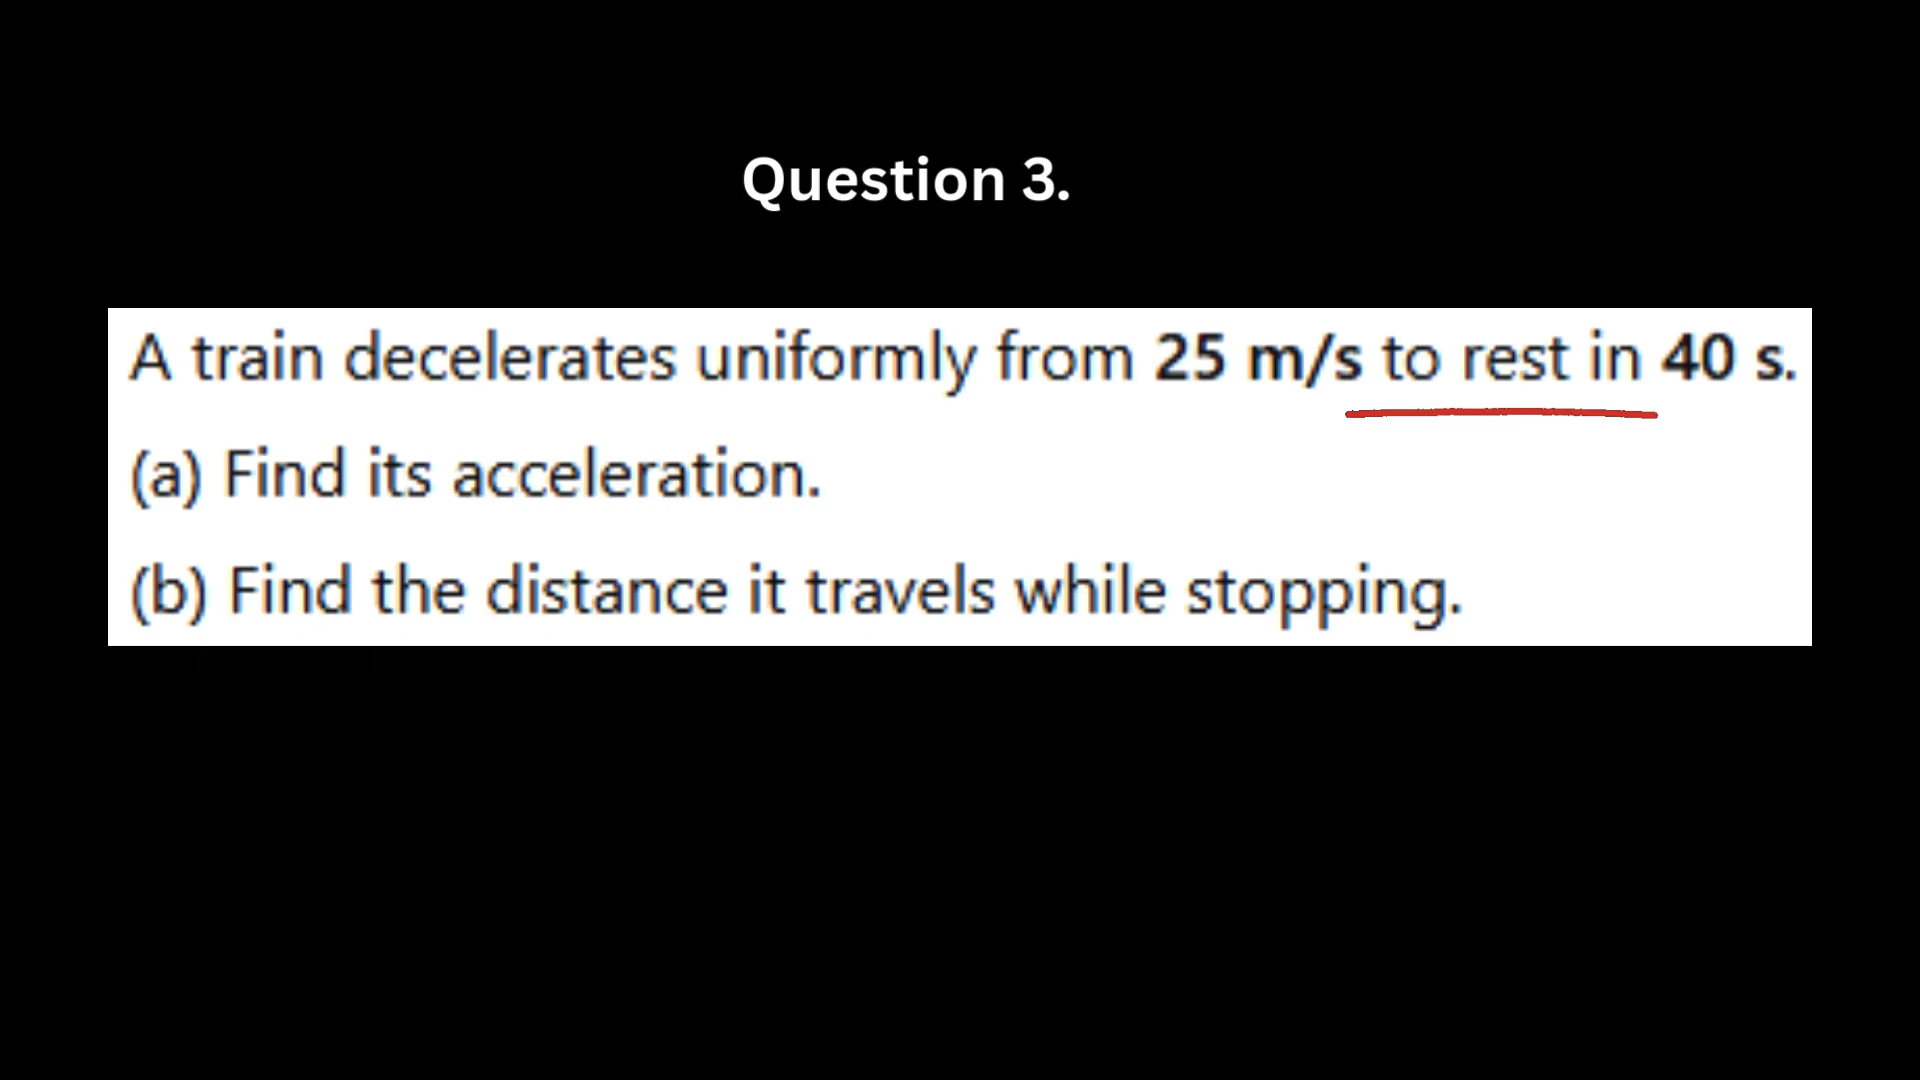 Question 3.
A train decelerates uniformly from 25 m/s to rest in 40 s.
(a) Find its acceleration.
(b) Find the distance it travels while stopping.